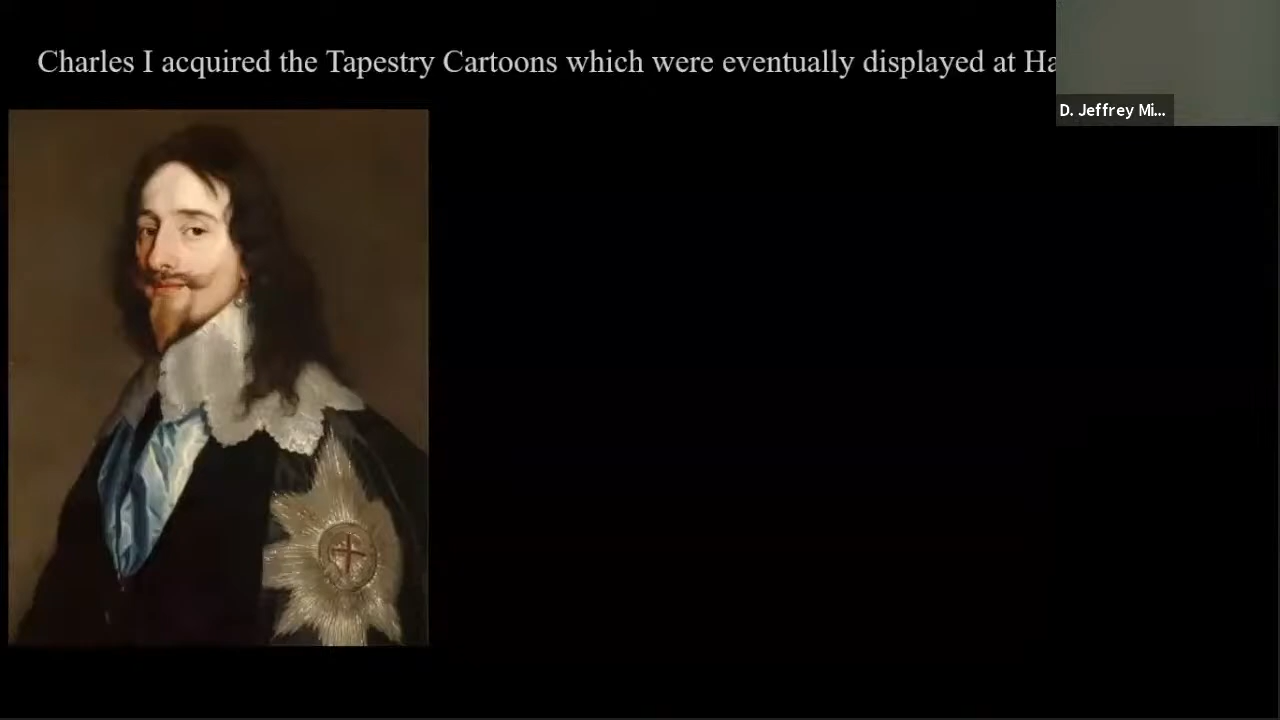 Charles I acquired the Tapestry Cartoons which were eventually displayed at Ha
D. Jeffrey Mi...